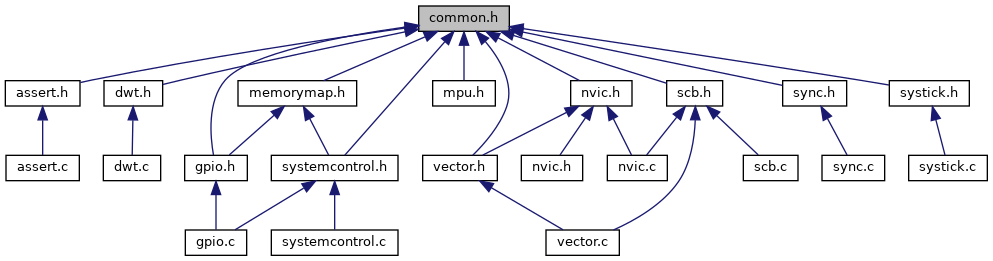 common.h
assert.h
dwt.h
memorymap.h
mpu.h
nvic.h
scb.h
sync.h
systick.h
assert.c
dwt.c
gpio.h
systemcontrol.h
vector.h
nvic.h
nvic.c
scb.c
sync.c
systick.c
gpio.c
systemcontrol.c
vector.c